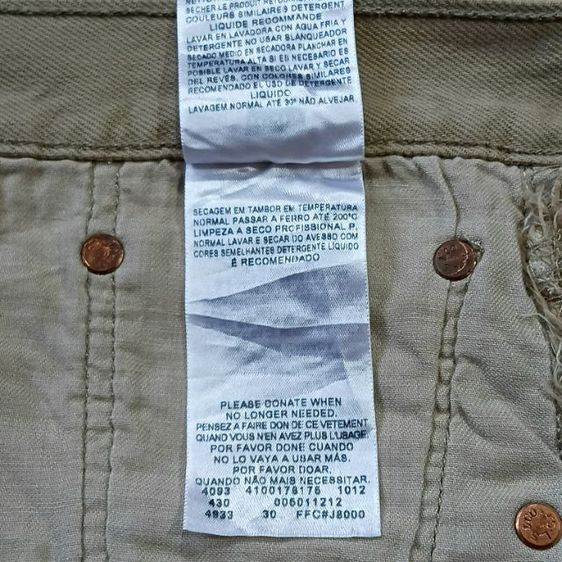 SECHER LE PRODUIT RETOURNE
COULEURS SIMILAIRES DETERGENT
LIQUIDE RECOMMANDE
LAVAR EN LAVADORA CON AGUA FRIA Y
DETERGENTE NO USAR BLANQUEADOR
SECADO MEDIO EN SECADORA PLANCHAR EN
TEMPERATURA ALTA SI ES NECESARIO ES
POSIBLE LAVAR EN SECO LAVAR Y SECAR
DEL REVES, CON COLORES SIMILARES
RECOMENDADO EL USO DE DETERGENTE
LIQUIDO
LAVAGEM NORMAL ATÉ 30º NÃO ALVEJAR
SECAGEM EM TAMBOR EM TEMPERATURA
NORMAL PASSAR A FERRO ATÉ 200°C
LIMPEZA A SECO PROFISSIONAL P,
NORMAL LAVAR E SECAR DO AVESSO COM
CORES SEMELHANTES DETERGENTE LÍQUIDO
É RECOMENDADO
PLEASE DONATE WHEN
NO LONGER NEEDED.
PENSEZ A FAIRE DON DE CE VETEMENT
QUAND VOUS N'EN AVEZ PLUS L'USAGE.
POR FAVOR DONE CUANDO
NO LO VAYA A USAR MÁS.
POR FAVOR DOAR,
QUANDO NÃO MAIS NECESSITAR.
4093 4100178176 1012
430 006011212
4933 30 FFC#J8000